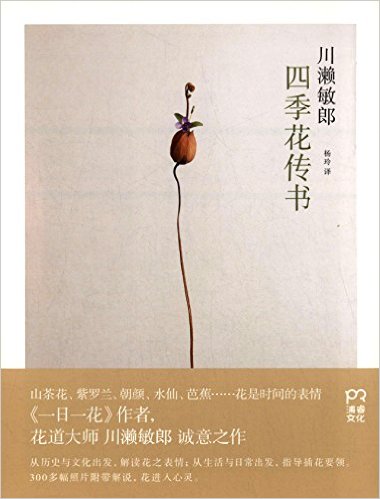 川濑敏郎
四季花传书
杨玲 译
山茶花、紫罗兰、朝颜、水仙、芭蕉……花是时间的表情
《一日一花》作者，
花道大师 川濑敏郎 诚意之作
从历史与文化出发，解读花之表情；从生活与日常出发，指导插花要领。
300多幅照片附带解说，花进人心灵。
浦睿
文化